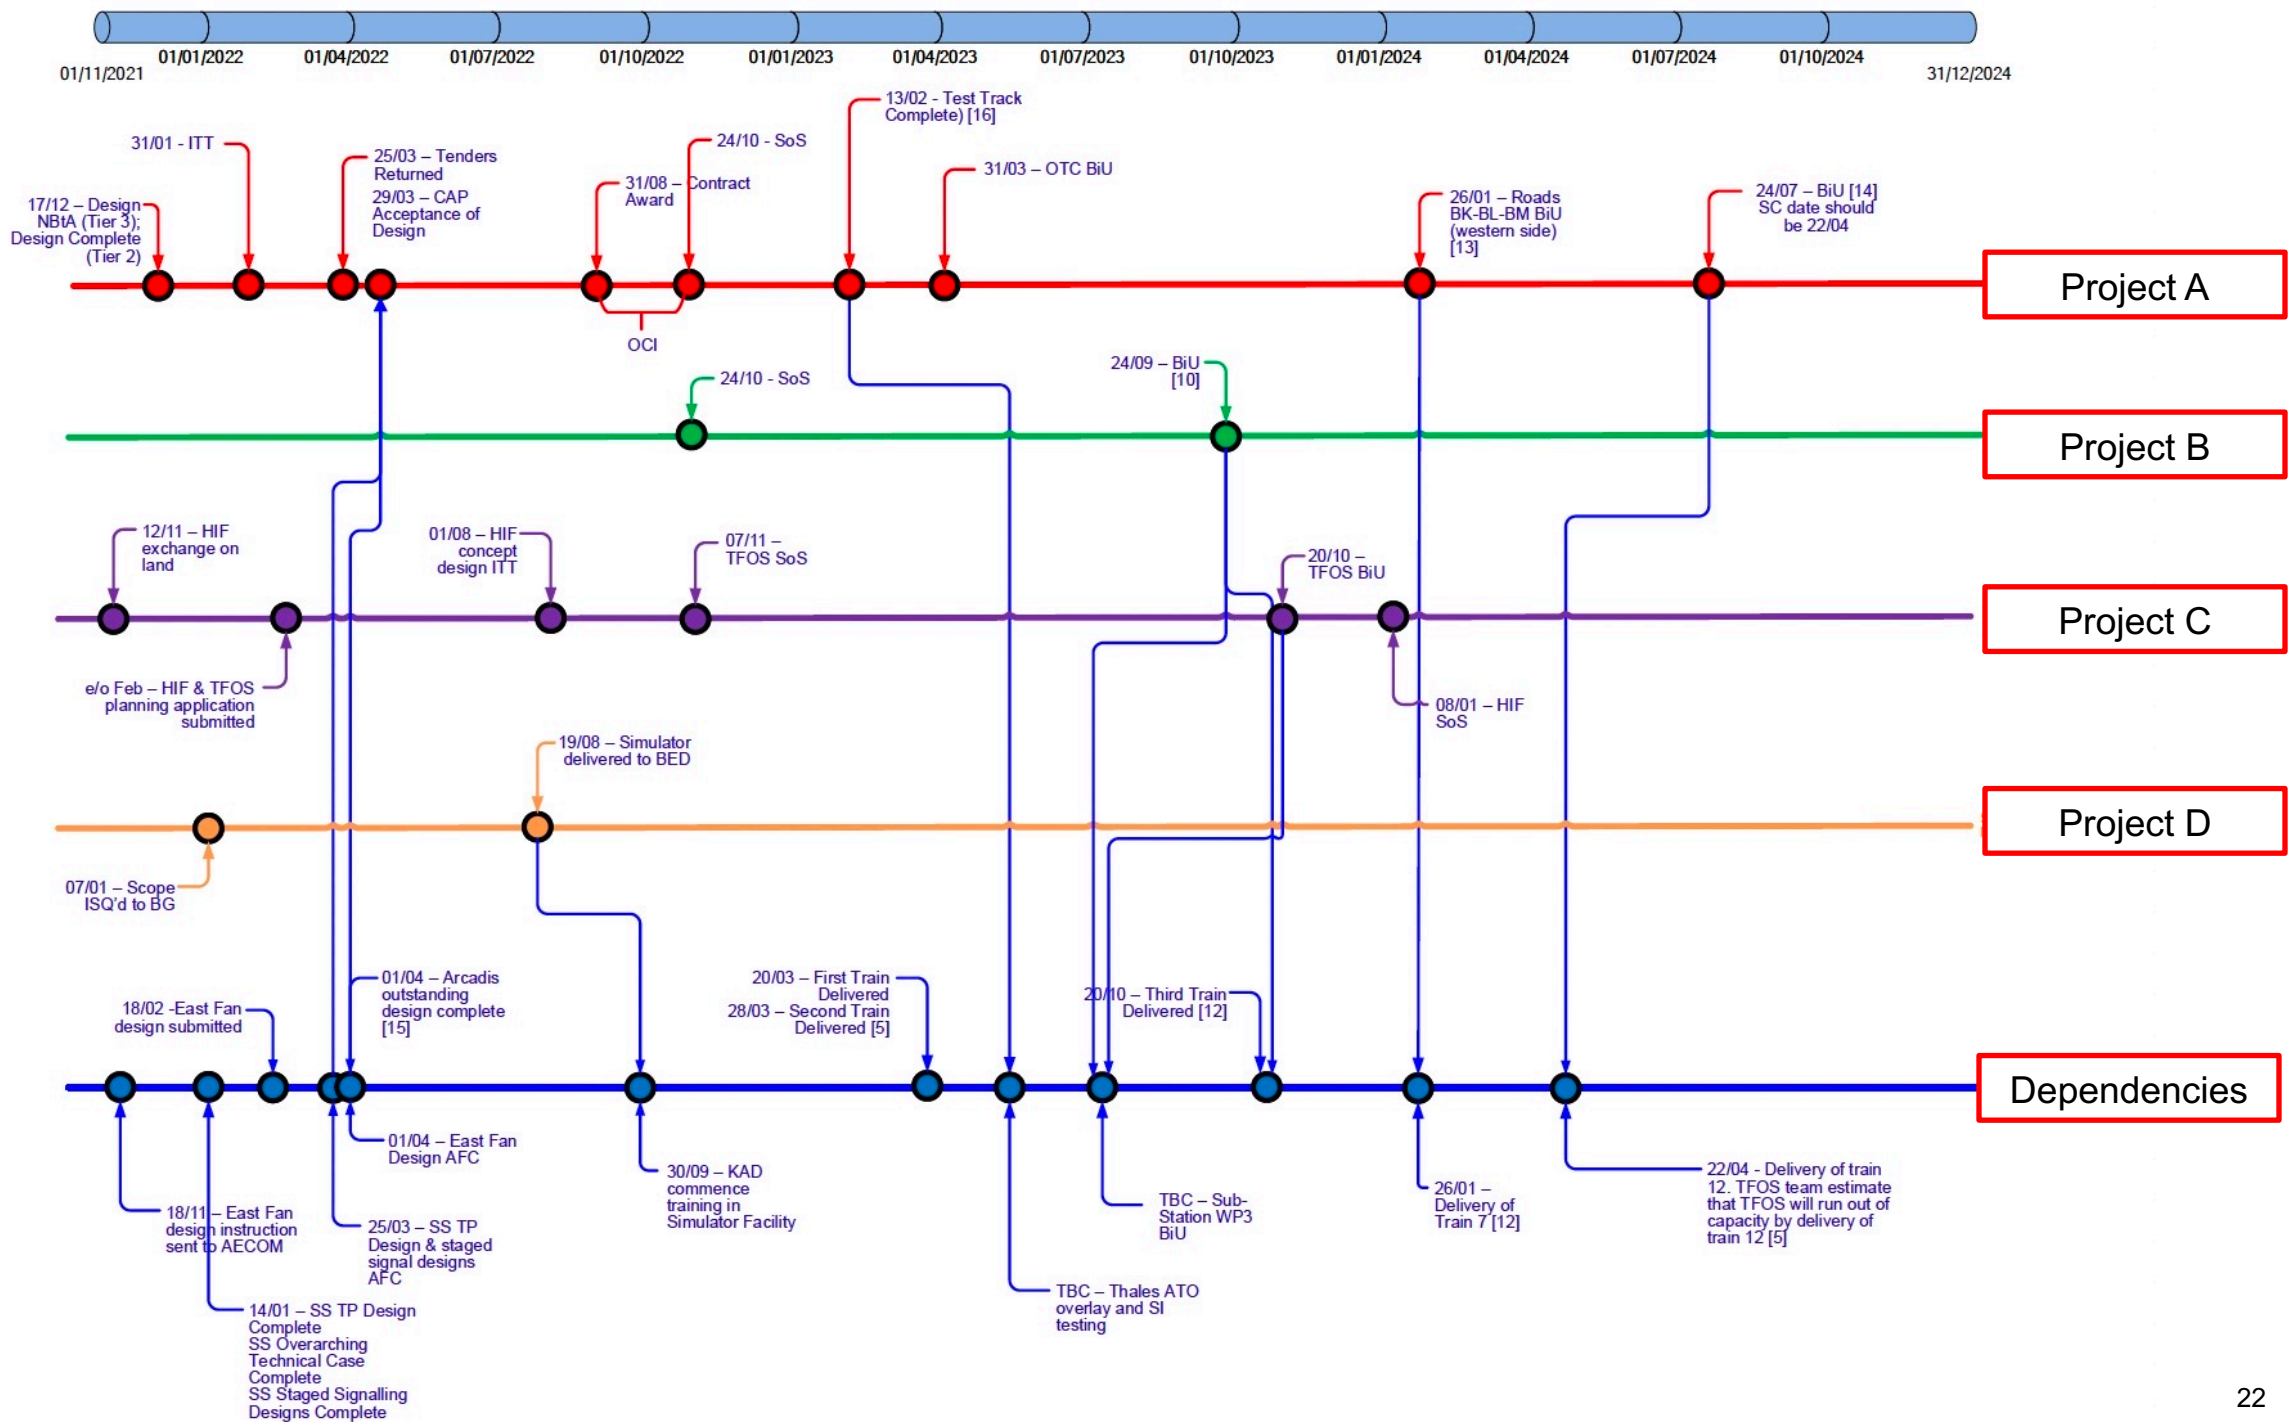 01/11/2021
01/01/2022
01/04/2022
01/07/2022
01/10/2022
01/01/2023
01/04/2023
01/07/2023
01/10/2023
01/01/2024
01/04/2024
01/07/2024
01/10/2024
31/12/2024
17/12 – Design
NBtA (Tier 3);
Design Complete
(Tier 2)
31/01 - ITT
25/03 – Tenders
Returned
29/03 – CAP
Acceptance of
Design
31/08 – Contract
Award
24/10 - SoS
OCI
13/02 - Test Track
Complete) [16]
31/03 – OTC BiU
26/01 – Roads
BK-BL-BM BiU
(western side)
[13]
24/07 – BiU [14]
SC date should
be 22/04
Project A
24/10 - SoS
24/09 – BiU
[10]
Project B
12/11 – HIF
exchange on
land
e/o Feb – HIF & TFOS
planning application
submitted
01/08 – HIF
concept
design ITT
07/11 –
TFOS SoS
20/10 –
TFOS BiU
08/01 – HIF
SoS
Project C
07/01 – Scope
ISQ'd to BG
19/08 – Simulator
delivered to BED
Project D
18/02 -East Fan
design submitted
01/04 – Arcadis
outstanding
design complete
[15]
20/03 – First Train
Delivered
28/03 – Second Train
Delivered [5]
20/10 – Third Train
Delivered [12]
Dependencies
18/11 – East Fan
design instruction
sent to AECOM
14/01 – SS TP Design
Complete
SS Overarching
Technical Case
Complete
SS Staged Signalling
Designs Complete
25/03 – SS TP
Design & staged
signal designs
AFC
01/04 – East Fan
Design AFC
30/09 – KAD
commence
training in
Simulator Facility
TBC – Thales ATO
overlay and SI
testing
TBC – Sub-
Station WP3
BiU
26/01 –
Delivery of
Train 7 [12]
22/04 - Delivery of train
12. TFOS team estimate
that TFOS will run out of
capacity by delivery of
train 12 [5]
22